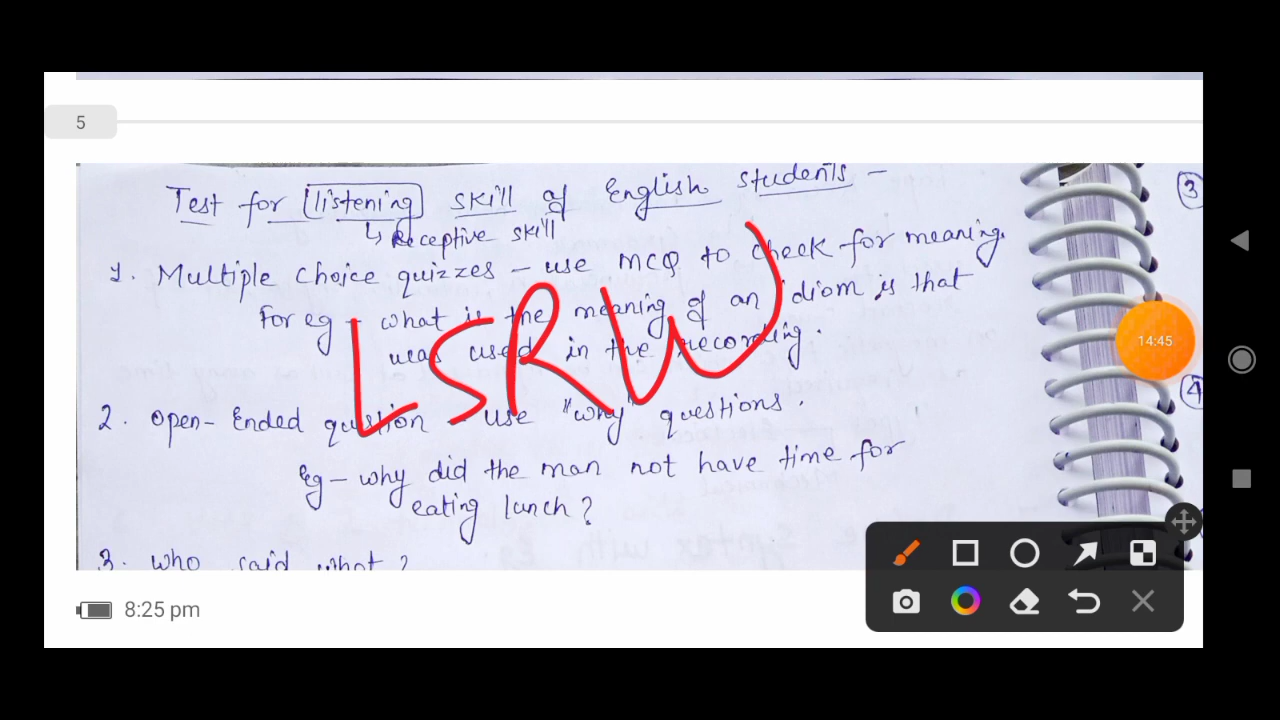 5
Test for listening skill of English students –
↳ Receptive skill
1. Multiple choice quizzes – use MCQ to check for meaning.
For eg – what is the meaning of an idiom is that
was used in the recording.
LSRW
2. Open-Ended question – use "why" questions.
Eg – why did the man not have time for
eating lunch?
3. who said what?
3
4
14:45
8:25 pm